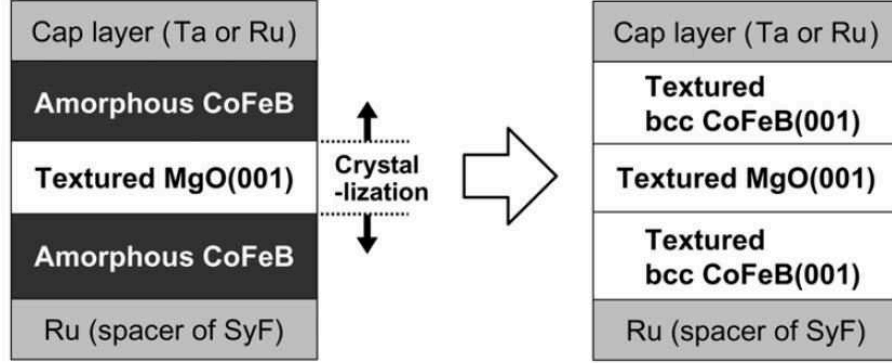 Cap layer (Ta or Ru)
Amorphous CoFeB
Textured MgO(001)
Amorphous CoFeB
Ru (spacer of SyF)
Crystal
-lization
Cap layer (Ta or Ru)
Textured
bcc CoFeB(001)
Textured MgO(001)
Textured
bcc CoFeB(001)
Ru (spacer of SyF)